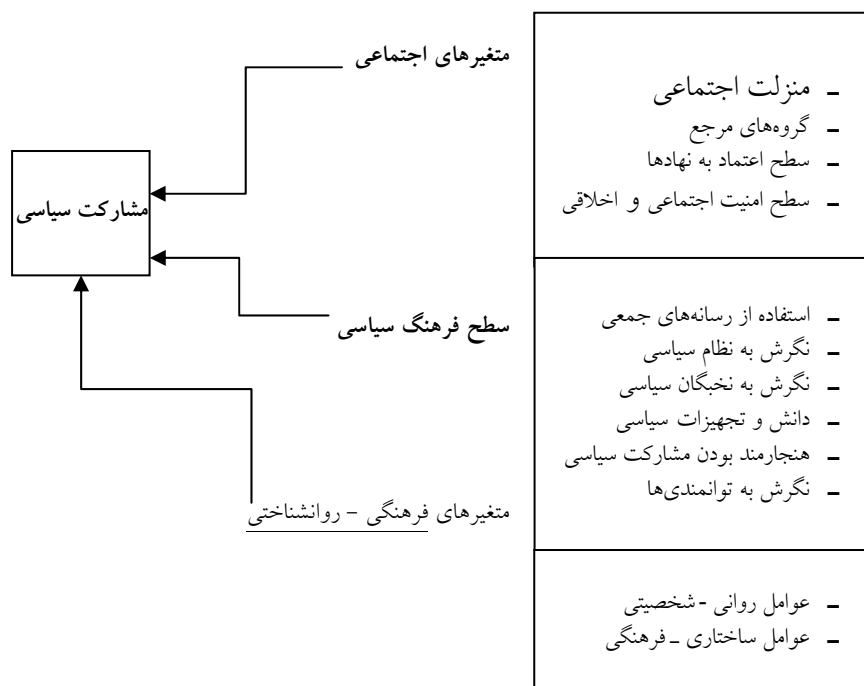 متغیرهای اجتماعی
- منزلت اجتماعی
- گروه‌های مرجع
- سطح اعتماد به نهادها
- سطح امنیت اجتماعی و اخلاقی
مشارکت سیاسی
سطح فرهنگ سیاسی
- استفاده از رسانه‌های جمعی
- نگرش به نظام سیاسی
- نگرش به نخبگان سیاسی
- دانش و تجهیزات سیاسی
- هنجارمند بودن مشارکت سیاسی
- نگرش به توانمندی‌ها
متغیرهای فرهنگی - روانشناختی
- عوامل روانی - شخصیتی
- عوامل ساختاری - فرهنگی